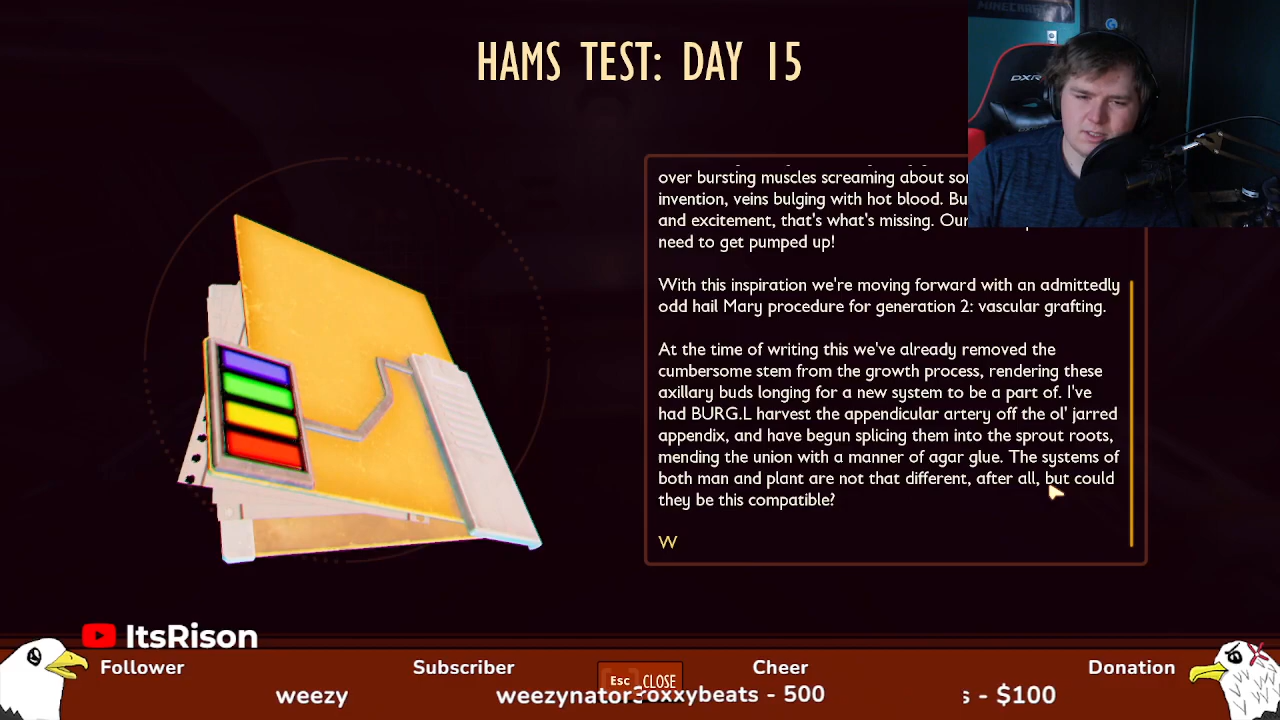 MINECRAFT
HAMS TEST: DAY 15
DXR
over bursting muscles screaming about
invention, veins bulging with hot blood.
and excitement, that's what's missing.
need to get pumped up!
With this inspiration we're moving forward with an admittedly
odd hail Mary procedure for generation 2: vascular grafting.
At the time of writing this we've already removed the
cumbersome stem from the growth process, rendering these
axillary buds longing for a new system to be a part of. I've
had BURG.L harvest the appendicular artery off the ol' jarred
appendix, and have begun splicing them into the sprout roots,
mending the union with a manner of agar glue. The systems of
both man and plant are not that different, after all, but could
they be this compatible?
W
ItsRison
Follower
Subscriber
Esc CLOSE
Cheer
Donation
weezy
weezynator3
roxxybeats - 500
s - $100